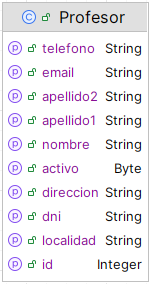 C Profesor
p telefono String
p email String
p apellido2 String
p apellido1 String
p nombre String
p activo Byte
p direccion String
p dni String
p localidad String
p id Integer